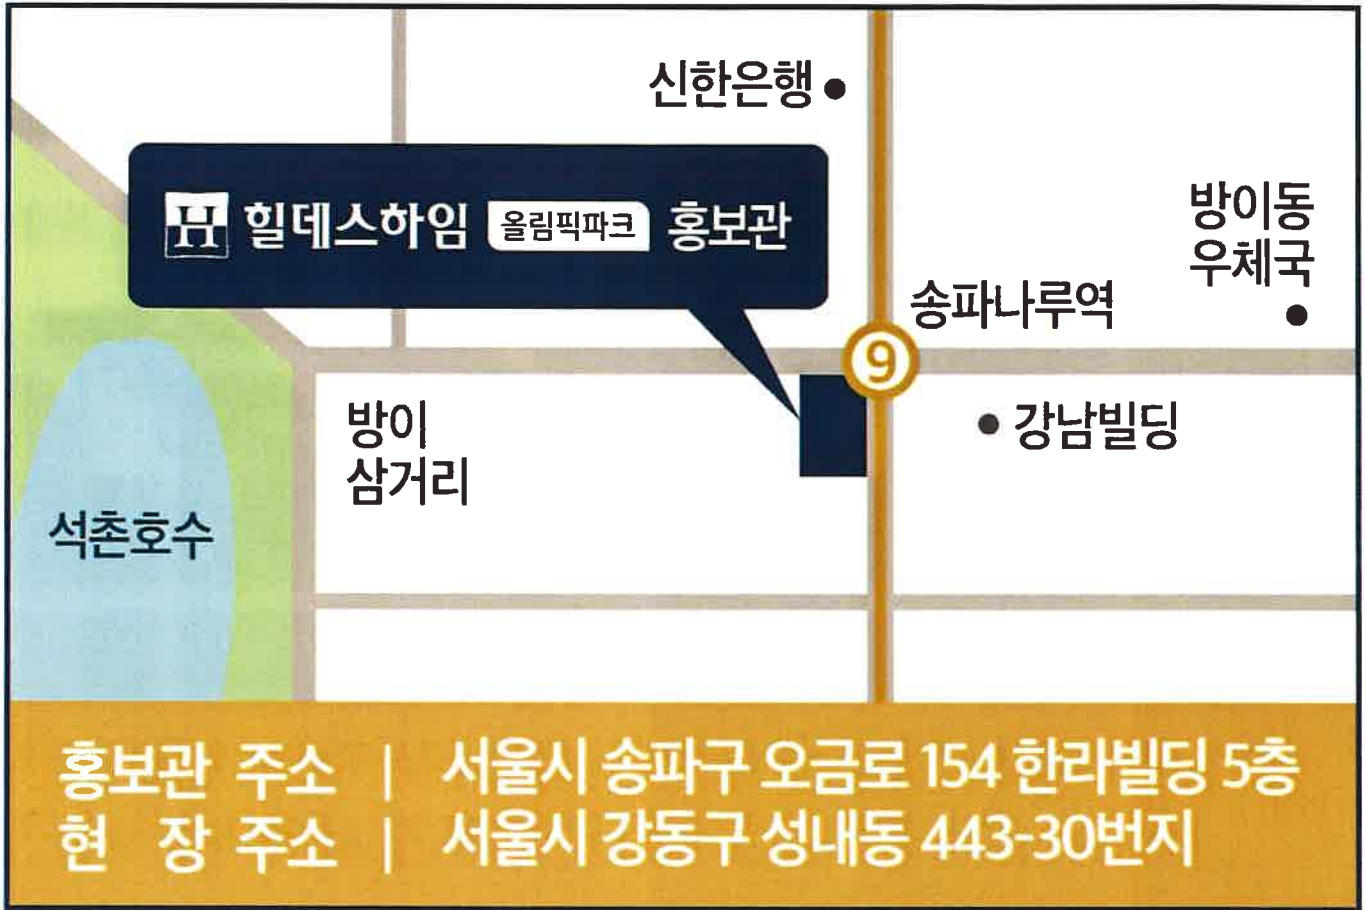 신한은행
H 힐데스하임 올림픽파크 홍보관
방이동
우체국
송파나루역
9
방이
삼거리
강남빌딩
석촌호수
홍보관 주소 | 서울시 송파구 오금로 154 한라빌딩 5층
현 장 주소 | 서울시 강동구 성내동 443-30번지